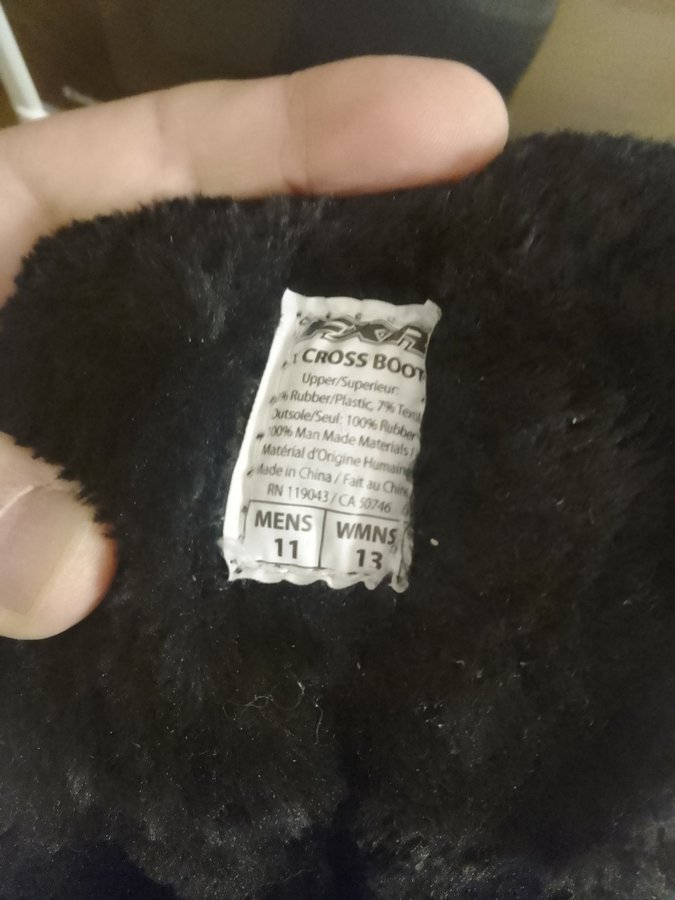 FXR
CROSS BOOT
Upper/Superieur:
% Rubber/Plastic, 7% Textil
Outsole/Seul: 100% Rubber
100% Man Made Materials /
Matérial d'Origine Humaine
Made in China / Fait au Chine
RN 119043 / CA 50746
MENS WMNS
11 13